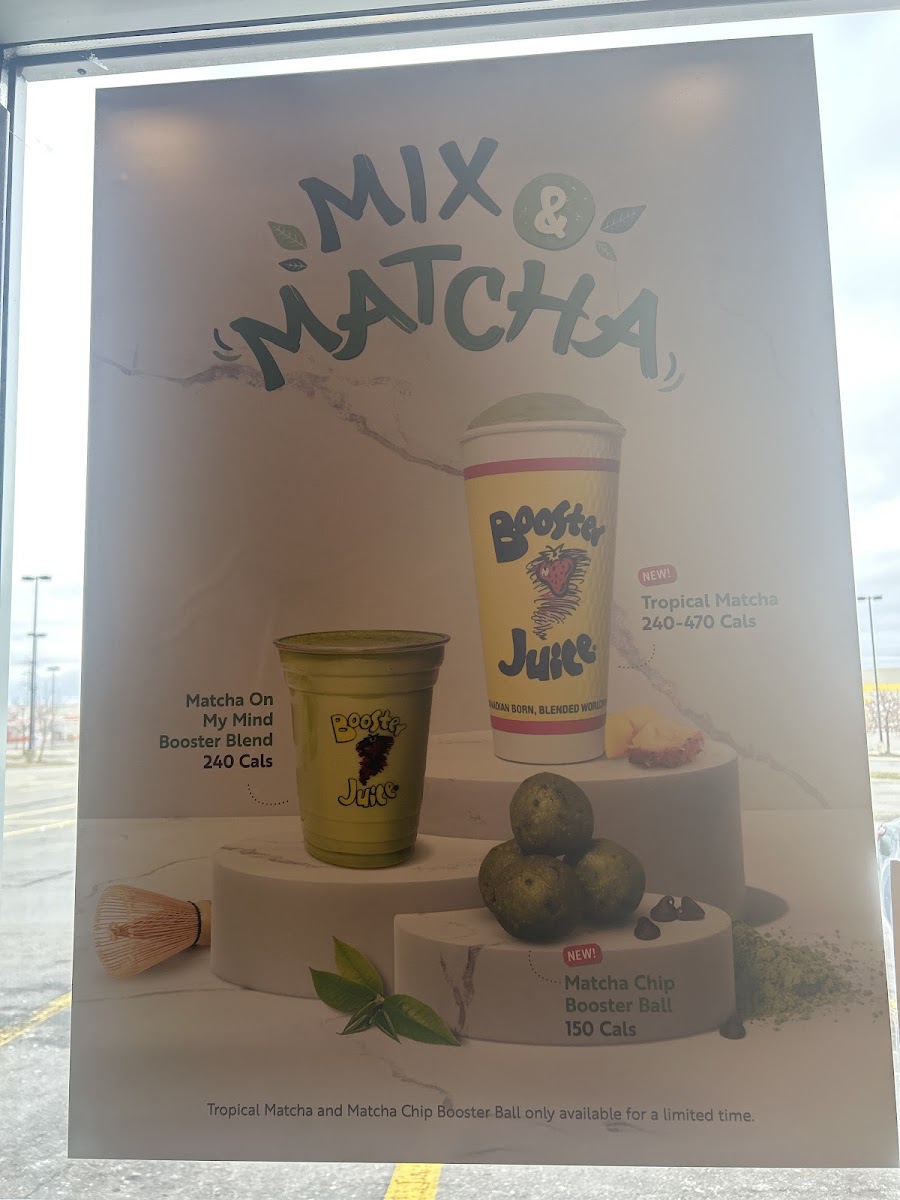 MIX &
MATCHA
Booster
Juice
NADIAN BORN, BLENDED WORLD
NEW!
Tropical Matcha
240-470 Cals
Matcha On
My Mind
Booster Blend
240 Cals
Booster
Juice
NEW!
Matcha Chip
Booster Ball
150 Cals
Tropical Matcha and Matcha Chip Booster Ball only available for a limited time.